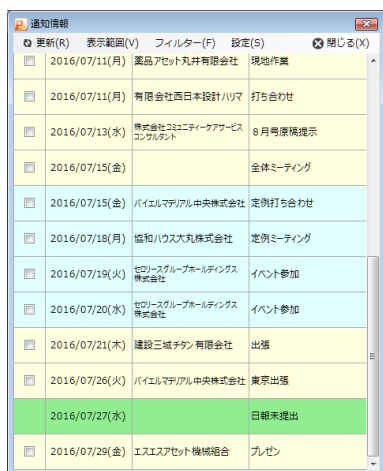 通知情報
更新(R) 表示範囲(V) フィルター(F) 設定(S) 閉じる(X)
2016/07/11(月) 薬品アセット丸井有限会社 現地作業
2016/07/11(月) 有限会社西日本設計ハリマ 打ち合わせ
2016/07/13(水) 株式会社コミュニティーケアサービス
コンサルタント ８月号原稿提示
2016/07/15(金) 全体ミーティング
2016/07/15(金) バイエルマテリアル中央株式会社 定例打ち合わせ
2016/07/18(月) 協和ハウス大丸株式会社 定例ミーティング
2016/07/19(火) セロリースグループホールディングス
株式会社 イベント参加
2016/07/20(水) セロリースグループホールディングス
株式会社 イベント参加
2016/07/21(木) 建設三城チタン有限会社 出張
2016/07/26(火) バイエルマテリアル中央株式会社 東京出張
2016/07/27(水) 日報未提出
2016/07/29(金) エスエスアセット機械組合 プレゼン